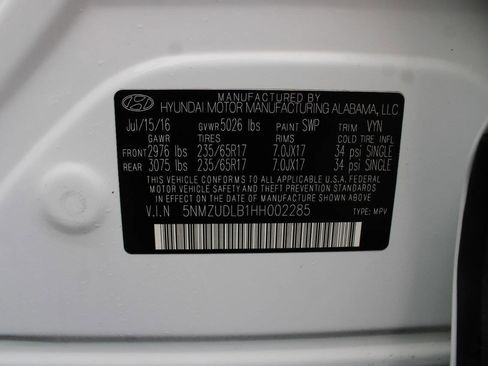 MANUFACTURED BY
HYUNDAI MOTOR MANUFACTURING ALABAMA, LLC
Jul/15/16 GVWR 5026 lbs PAINT SWP TRIM VYN
GAWR TIRES RIMS COLD TIRE INFL
FRONT 2976 lbs 235/65R17 7.0JX17 34 psi SINGLE
REAR 3075 lbs 235/65R17 7.0JX17 34 psi SINGLE
THIS VEHICLE CONFORMS TO ALL APPLICABLE U.S.A. FEDERAL
MOTOR VEHICLE SAFETY AND THEFT PREVENTION STANDARDS
IN EFFECT ON THE DATE OF MANUFACTURE SHOWN ABOVE.
V.I.N 5NMZUDLB1HH002285 TYPE: MPV